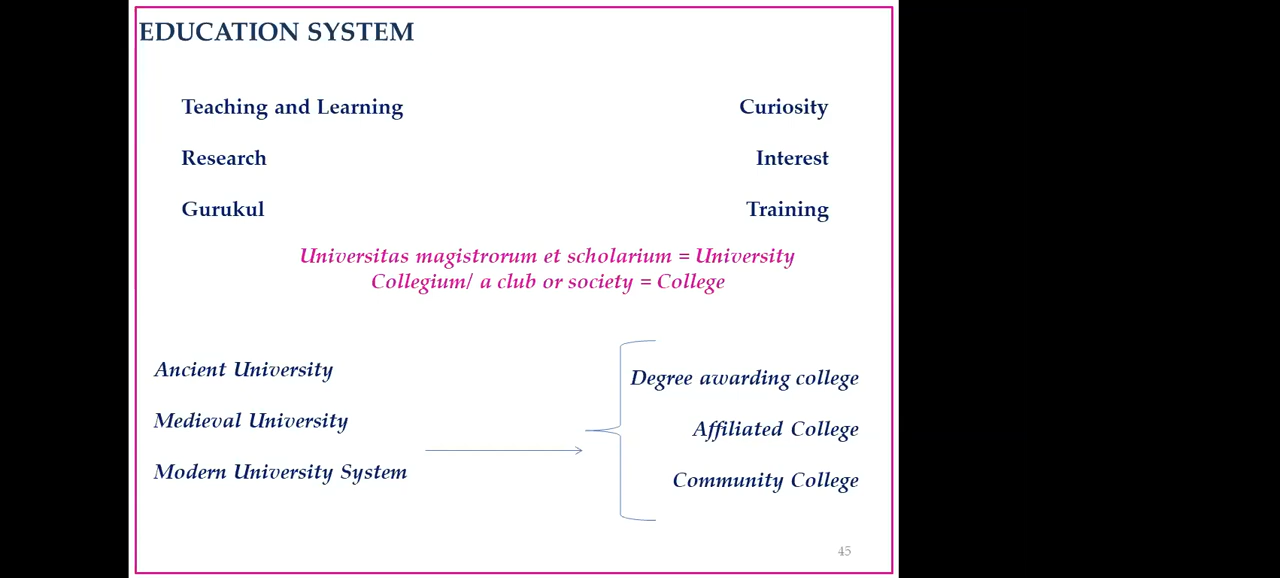 EDUCATION SYSTEM
Teaching and Learning
Curiosity
Research
Interest
Gurukul
Training
Universitas magistrorum et scholarium = University
Collegium/ a club or society = College
Ancient University
Medieval University
Modern University System
Degree awarding college
Affiliated College
Community College
45